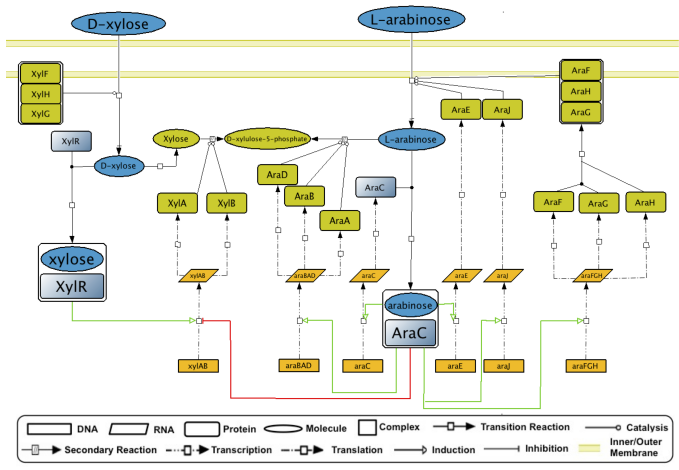 D-xylose
L-arabinose
XylF
XylH
XylG
AraF
AraH
AraG
AraE
AraJ
XylR
Xylose
D-xylulose-5-phosphate
L-arabinose
D-xylose
AraD
AraB
AraA
AraC
XylA
XylB
AraF
AraG
AraH
xylose
XylR
xylAB
araBAD
araC
araE
araJ
araFGH
arabinose
AraC
xylAB
araBAD
araC
araE
araJ
araFGH
DNA
RNA
Protein
Molecule
Complex
Transition Reaction
Catalysis
Secondary Reaction
Transcription
Translation
Induction
Inhibition
Inner/Outer
Membrane